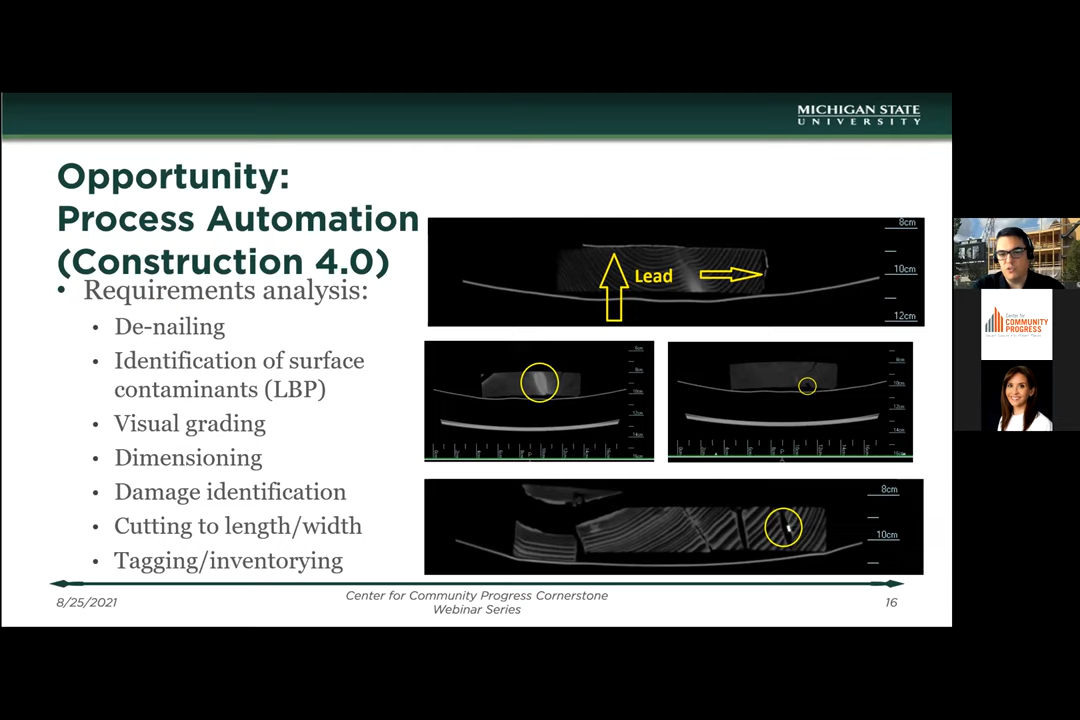 MICHIGAN STATE
UNIVERSITY
Opportunity:
Process Automation
(Construction 4.0)
• Requirements analysis:
• De-nailing
• Identification of surface
contaminants (LBP)
• Visual grading
• Dimensioning
• Damage identification
• Cutting to length/width
• Tagging/inventorying
8cm
Lead
10cm
12cm
8cm
10cm
8/25/2021
Center for Community Progress Cornerstone
Webinar Series
16
Center for
COMMUNITY
PROGRESS